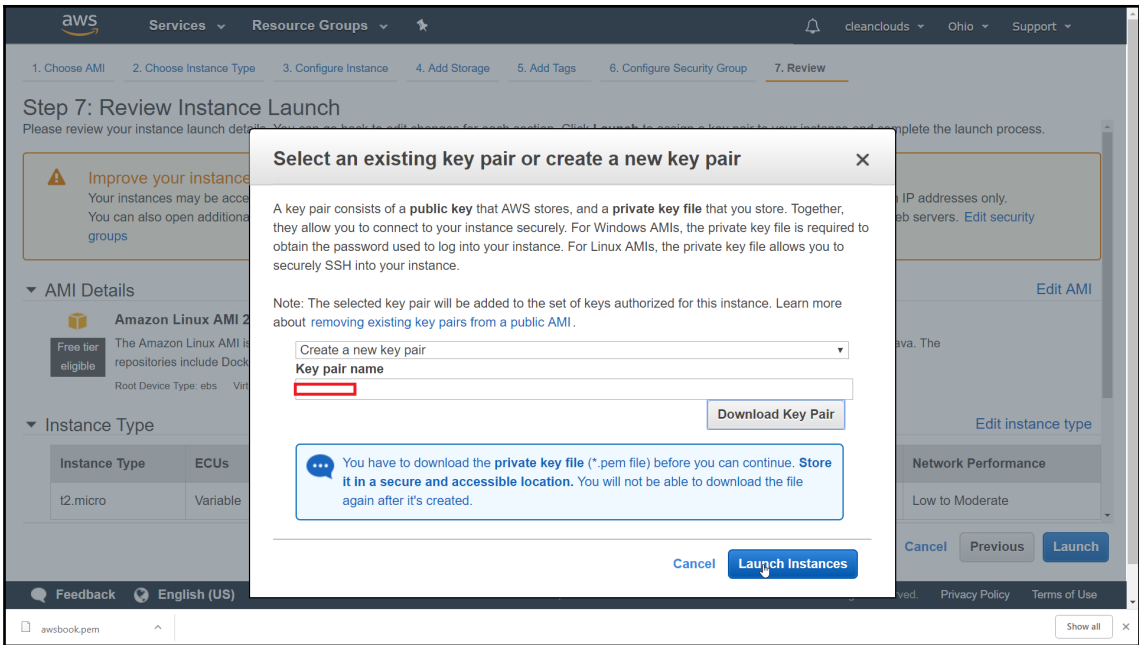 aws Services Resource Groups cleanclouds Ohio Support
1. Choose AMI 2. Choose Instance Type 3. Configure Instance 4. Add Storage 5. Add Tags 6. Configure Security Group 7. Review
Step 7: Review Instance Launch
Please review your instance launch details. You can go back to edit changes for each section. Click Launch to assign a key pair to your instance and complete the launch process.
Select an existing key pair or create a new key pair
A key pair consists of a public key that AWS stores, and a private key file that you store. Together,
they allow you to connect to your instance securely. For Windows AMIs, the private key file is required to
obtain the password used to log into your instance. For Linux AMIs, the private key file allows you to
securely SSH into your instance.
Note: The selected key pair will be added to the set of keys authorized for this instance. Learn more
about removing existing key pairs from a public AMI.
Create a new key pair
Key pair name
Download Key Pair
You have to download the private key file (*.pem file) before you can continue. Store
it in a secure and accessible location. You will not be able to download the file
again after it's created.
Cancel Launch Instances
Improve your instance
Your instances may be IP addresses only.
You can also open servers. Edit security
groups
AMI Details Edit AMI
Amazon Linux AMI 2
Free tier
eligible
The Amazon Linux AMI The
repositories include
Root Device Type: ebs
Instance Type Edit instance type
Instance Type ECUs Network Performance
t2.micro Variable Low to Moderate
Cancel Previous Launch
Feedback English (US) Privacy Policy Terms of Use
awsbook.pem Show all